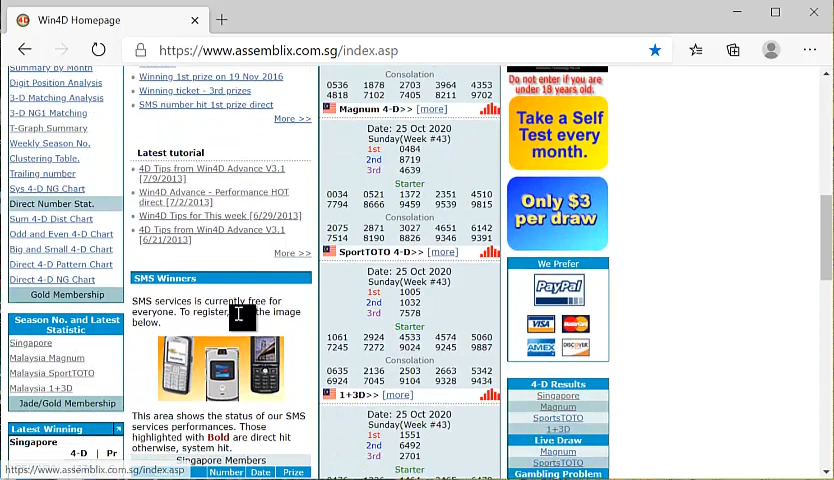 Win4D Homepage
https://www.assemblix.com.sg/index.asp
Summary by Month
Digit Position Analysis
3-D Matching Analysis
3-D NG1 Matching
T-Graph Summary
Weekly Season No.
Clustering Table.
Trailing number
Sys 4-D NG Chart
Direct Number Stat.
Sum 4-D Dist Chart
Odd and Even 4-D Chart
Big and Small 4-D Chart
Direct 4-D Pattern Chart
Direct 4-D NG Chart
Gold Membership
Season No. and Latest
Statistic
Singapore
Malaysia Magnum
Malaysia SportTOTO
Malaysia 1+3D
Jade/Gold Membership
Latest Winning
Singapore
4-D | Pr
https://www.assemblix.com.sg/index.asp
Winning 1st prize on 19 Nov 2016
Winning ticket - 3rd prizes
SMS number hit 1st prize direct
More >>
Latest tutorial
4D Tips from Win4D Advance V3.1
[7/9/2013]
Win4D Advance - Performance HOT
direct [7/2/2013]
Win4D Tips for This week [6/29/2013]
4D Tips from Win4D Advance V3.1
[6/21/2013]
More >>
SMS Winners
SMS services is currently free for
everyone. To register, the image
below.
This area shows the status of our SMS
services performances. Those
highlighted with Bold are direct hit
otherwise, system hit.
Singapore Members
Number Date Prize
Consolation
0536 1878 2703 3964 4353
4818 7102 7405 8211 9702
Magnum 4-D>> [more]
Date: 25 Oct 2020
Sunday(Week #43)
1st 0484
2nd 8719
3rd 4639
Starter
0034 0521 1372 2351 4510
7794 8666 9459 9539 9815
Consolation
2075 2871 3027 4651 6142
7514 8190 8826 9346 9391
SportTOTO 4-D>> [more]
Date: 25 Oct 2020
Sunday(Week #43)
1st 1005
2nd 1032
3rd 7578
Starter
1061 2924 4533 4574 5060
7245 7272 9024 9245 9887
Consolation
0635 2136 2503 2663 5342
6924 7045 9104 9328 9434
1+3D>> [more]
Date: 25 Oct 2020
Sunday(Week #43)
1st 1551
2nd 6492
3rd 2701
Starter
Do not enter if you are
under 18 years old.
Take a Self
Test every
month.
Only $3
per draw
We Prefer
PayPal
VISA MasterCard
AMEX DISCOVER
4-D Results
Singapore
Magnum
SportsTOTO
1+3D
Live Draw
Magnum
SportsTOTO
Gambling Problem